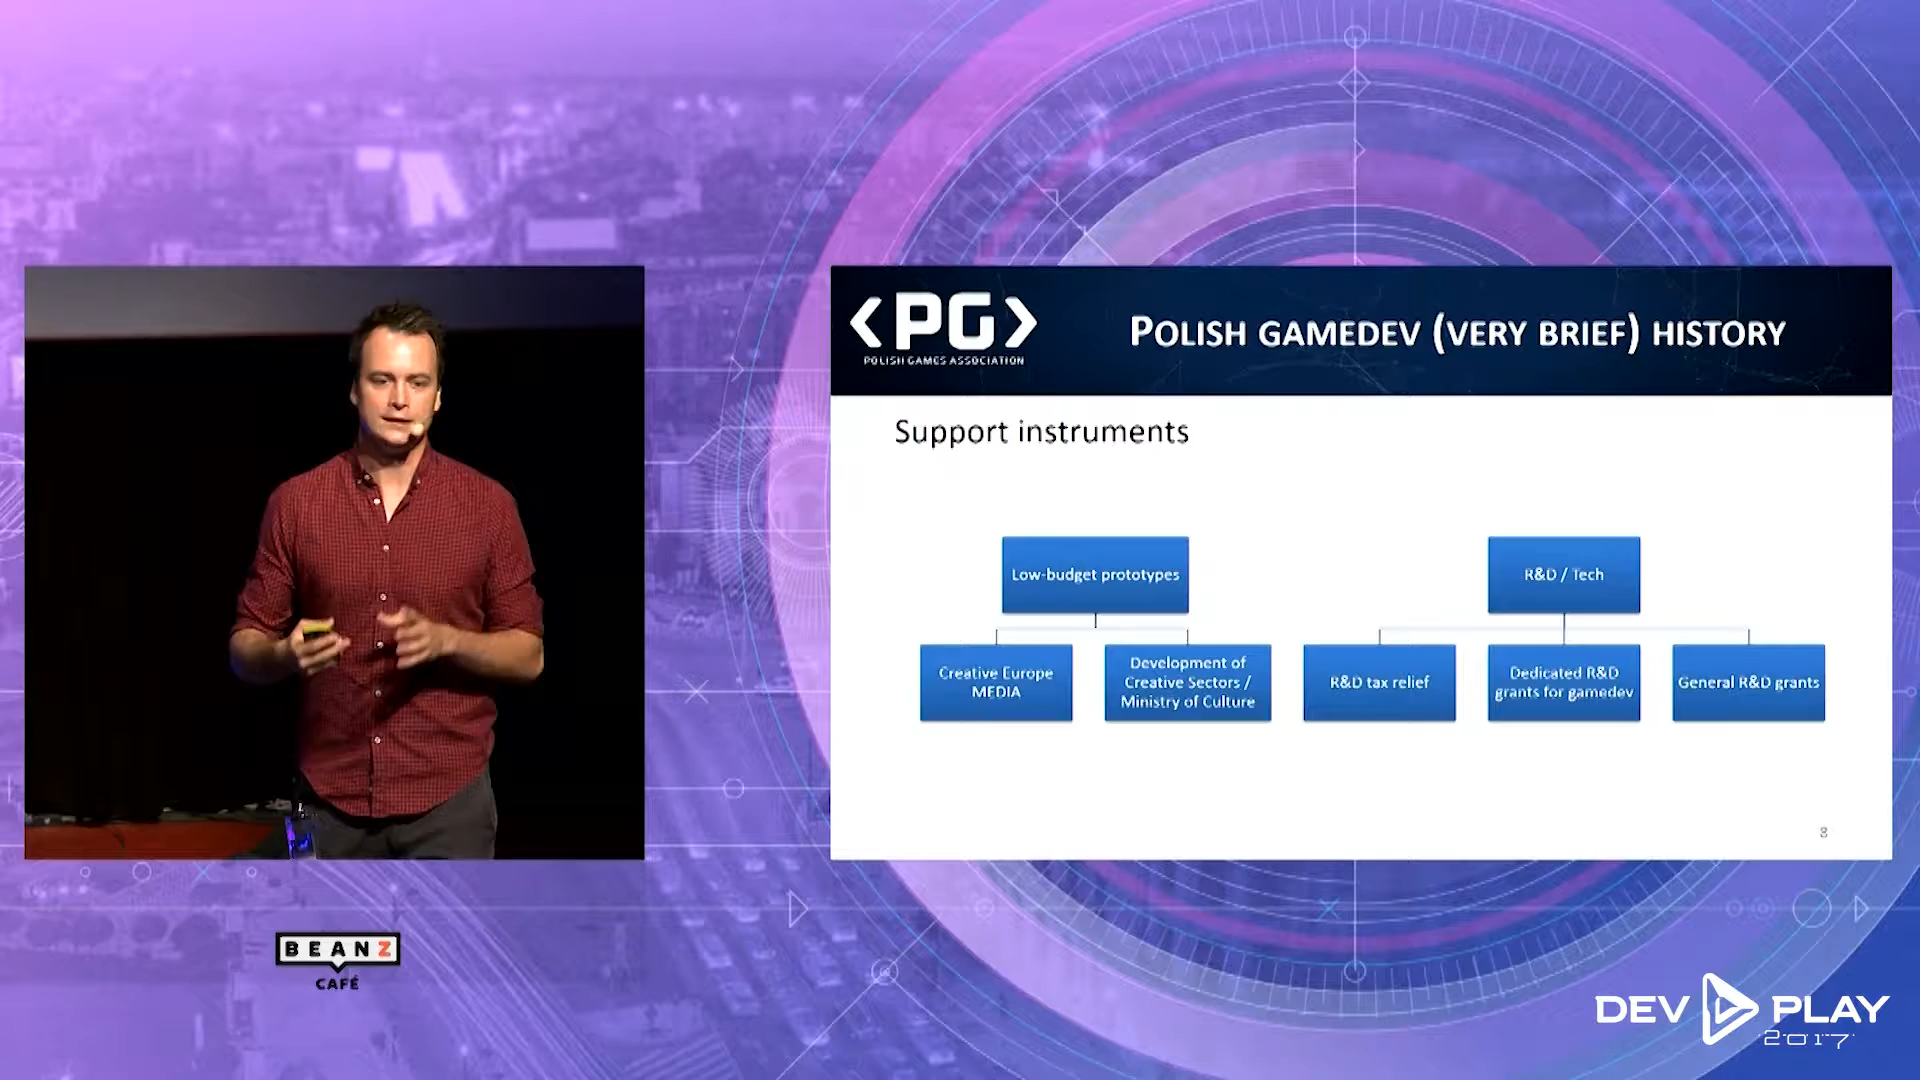 <PG>
POLISH GAMES ASSOCIATION
POLISH GAMEDEV (VERY BRIEF) HISTORY
Support instruments
Low-budget prototypes
R&D / Tech
Creative Europe
MEDIA
Development of
Creative Sectors /
Ministry of Culture
R&D tax relief
Dedicated R&D
grants for gamedev
General R&D grants
8
BEANZ
CAFÉ
DEV PLAY
2017